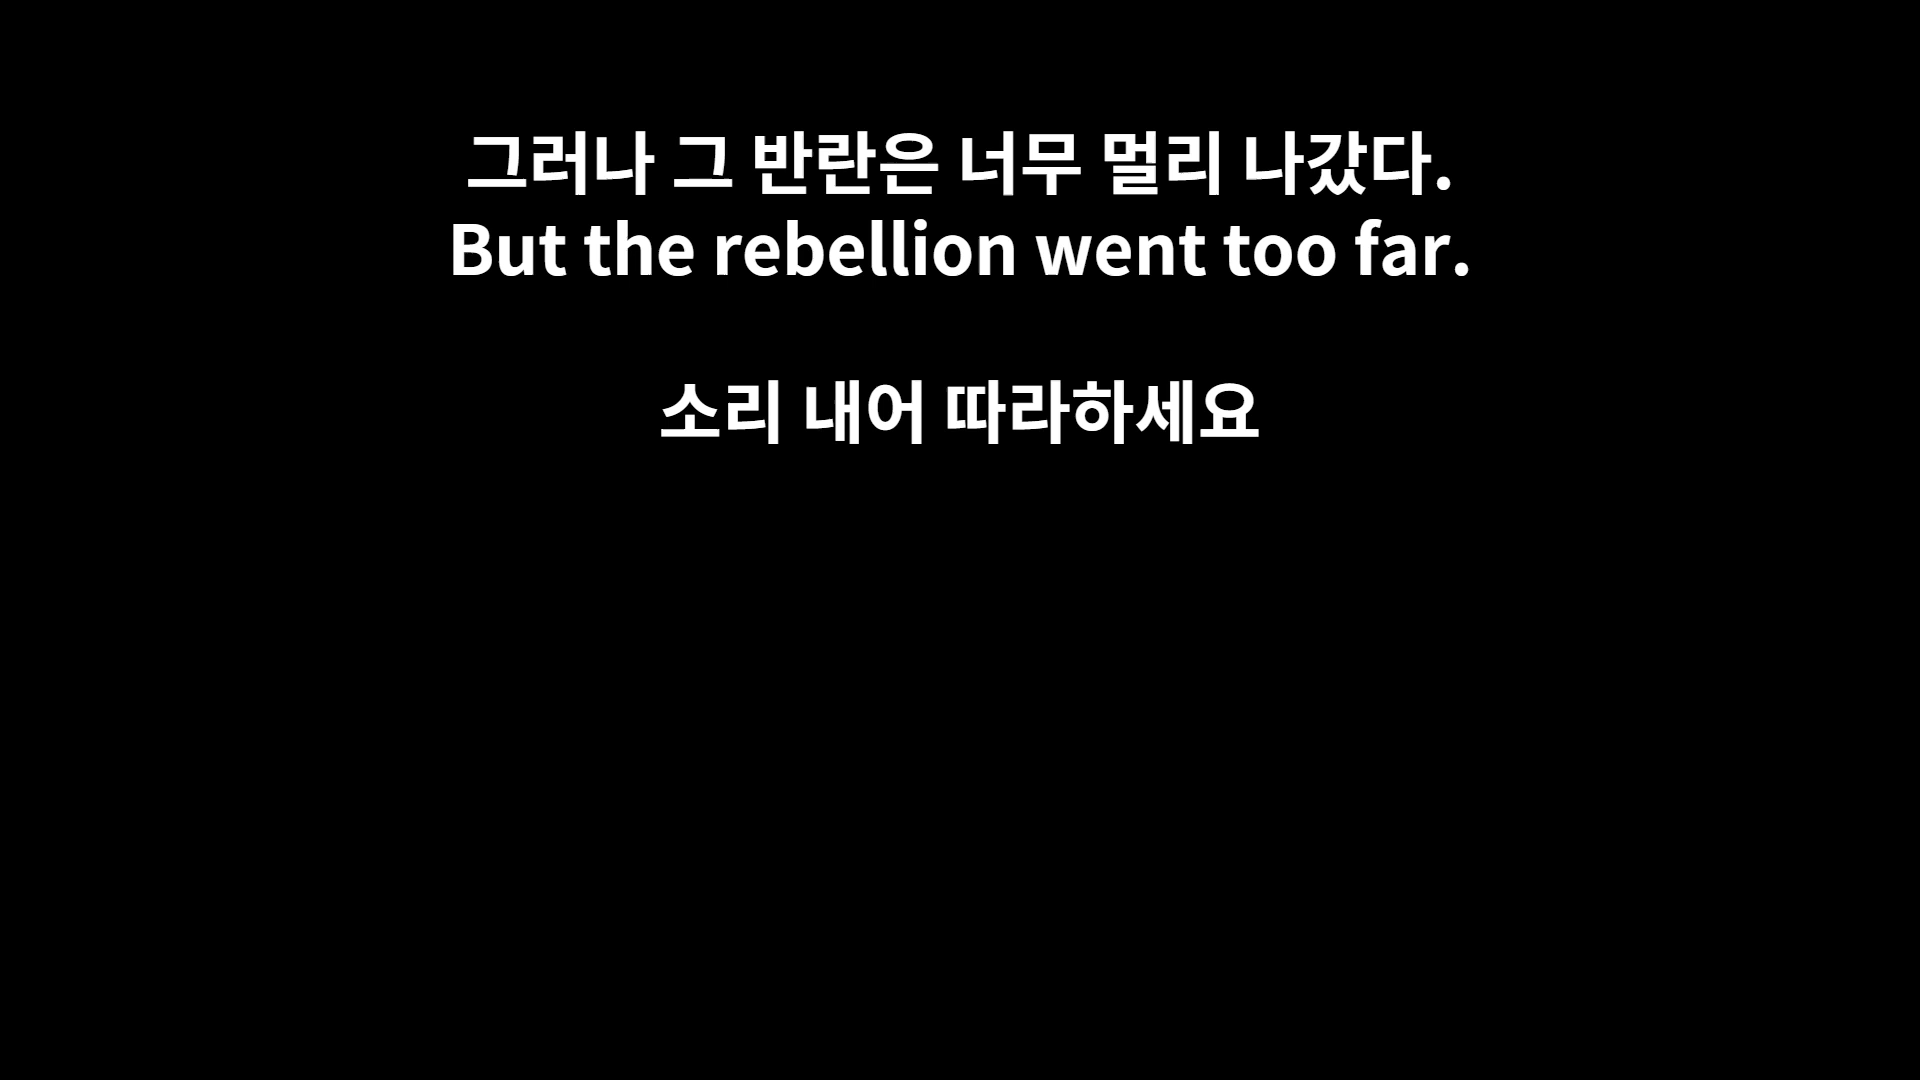 그러나 그 반란은 너무 멀리 나갔다.
But the rebellion went too far.
소리 내어 따라하세요